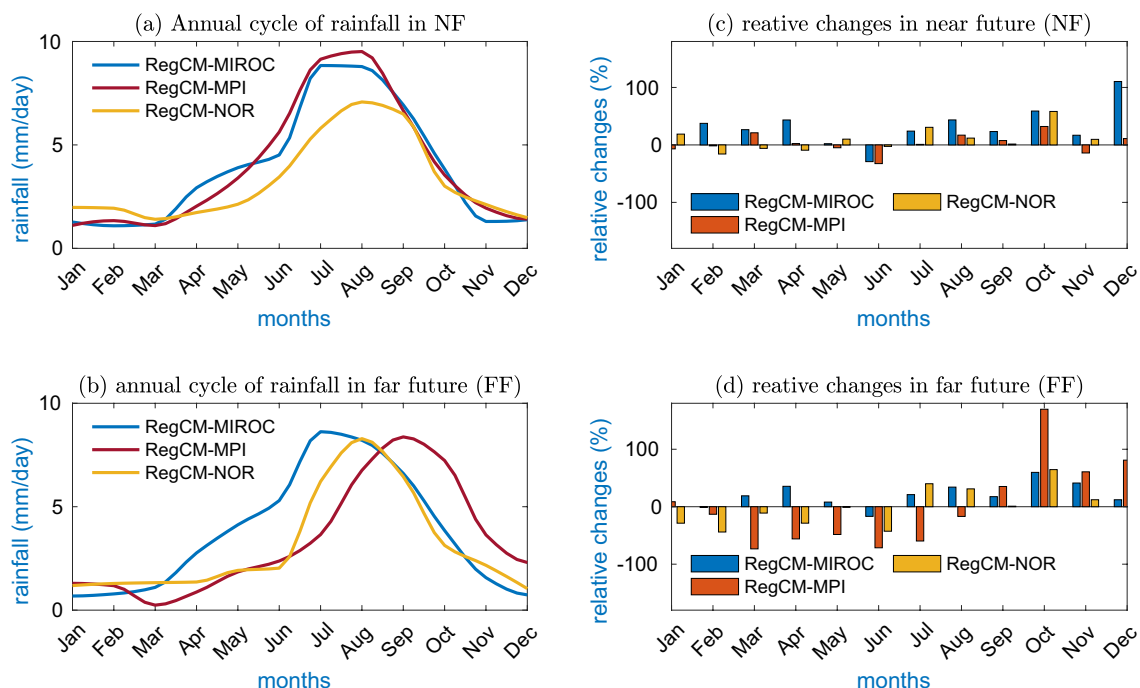 (a) Annual cycle of rainfall in NF
10
5
0
rainfall (mm/day)
RegCM-MIROC
RegCM-MPI
RegCM-NOR
Jan Feb Mar Apr May Jun Jul Aug Sep Oct Nov Dec
months
(c) reative changes in near future (NF)
100
0
-100
relative changes (%)
RegCM-MIROC RegCM-NOR
RegCM-MPI
Jan Feb Mar Apr May Jun Jul Aug Sep Oct Nov Dec
months
(b) annual cycle of rainfall in far future (FF)
10
5
0
rainfall (mm/day)
RegCM-MIROC
RegCM-MPI
RegCM-NOR
Jan Feb Mar Apr May Jun Jul Aug Sep Oct Nov Dec
months
(d) reative changes in far future (FF)
100
0
-100
relative changes (%)
RegCM-MIROC RegCM-NOR
RegCM-MPI
Jan Feb Mar Apr May Jun Jul Aug Sep Oct Nov Dec
months